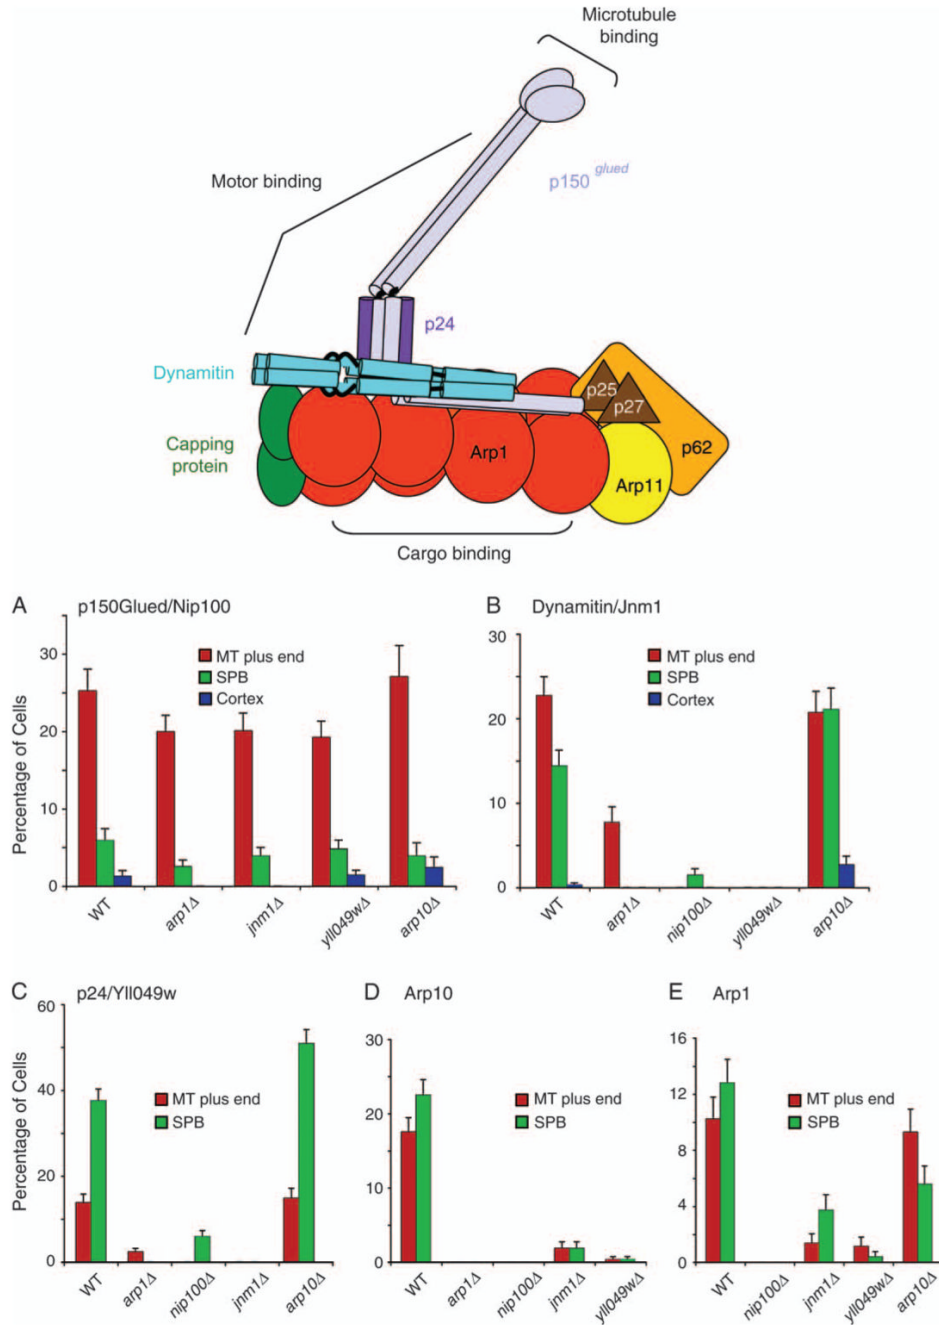 Microtubule
binding
Motor binding
p150 glued
p24
Dynamitin
p25
p27
Capping
protein
Arp1
p62
Arp11
Cargo binding
A p150Glued/Nip100
Percentage of Cells
30
20
10
0
MT plus end
SPB
Cortex
WT
arp1Δ
jnm1Δ
yll049wΔ
arp10Δ
B Dynamitin/Jnm1
30
20
10
0
MT plus end
SPB
Cortex
WT
arp1Δ
nip100Δ
yll049wΔ
arp10Δ
C p24/Yll049w
Percentage of Cells
60
40
20
0
MT plus end
SPB
WT
arp1Δ
nip100Δ
jnm1Δ
arp10Δ
D Arp10
30
20
10
0
MT plus end
SPB
WT
arp1Δ
nip100Δ
jnm1Δ
yll049wΔ
E Arp1
16
12
8
4
0
MT plus end
SPB
WT
nip100Δ
jnm1Δ
yll049wΔ
arp10Δ